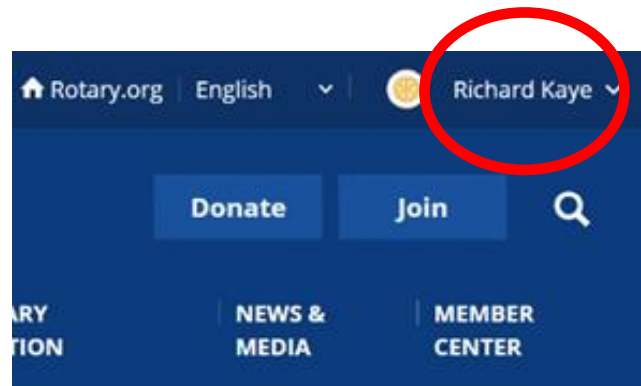 Rotary.org English Richard Kaye
Donate Join
ARY NEWS & MEMBER
TION MEDIA CENTER